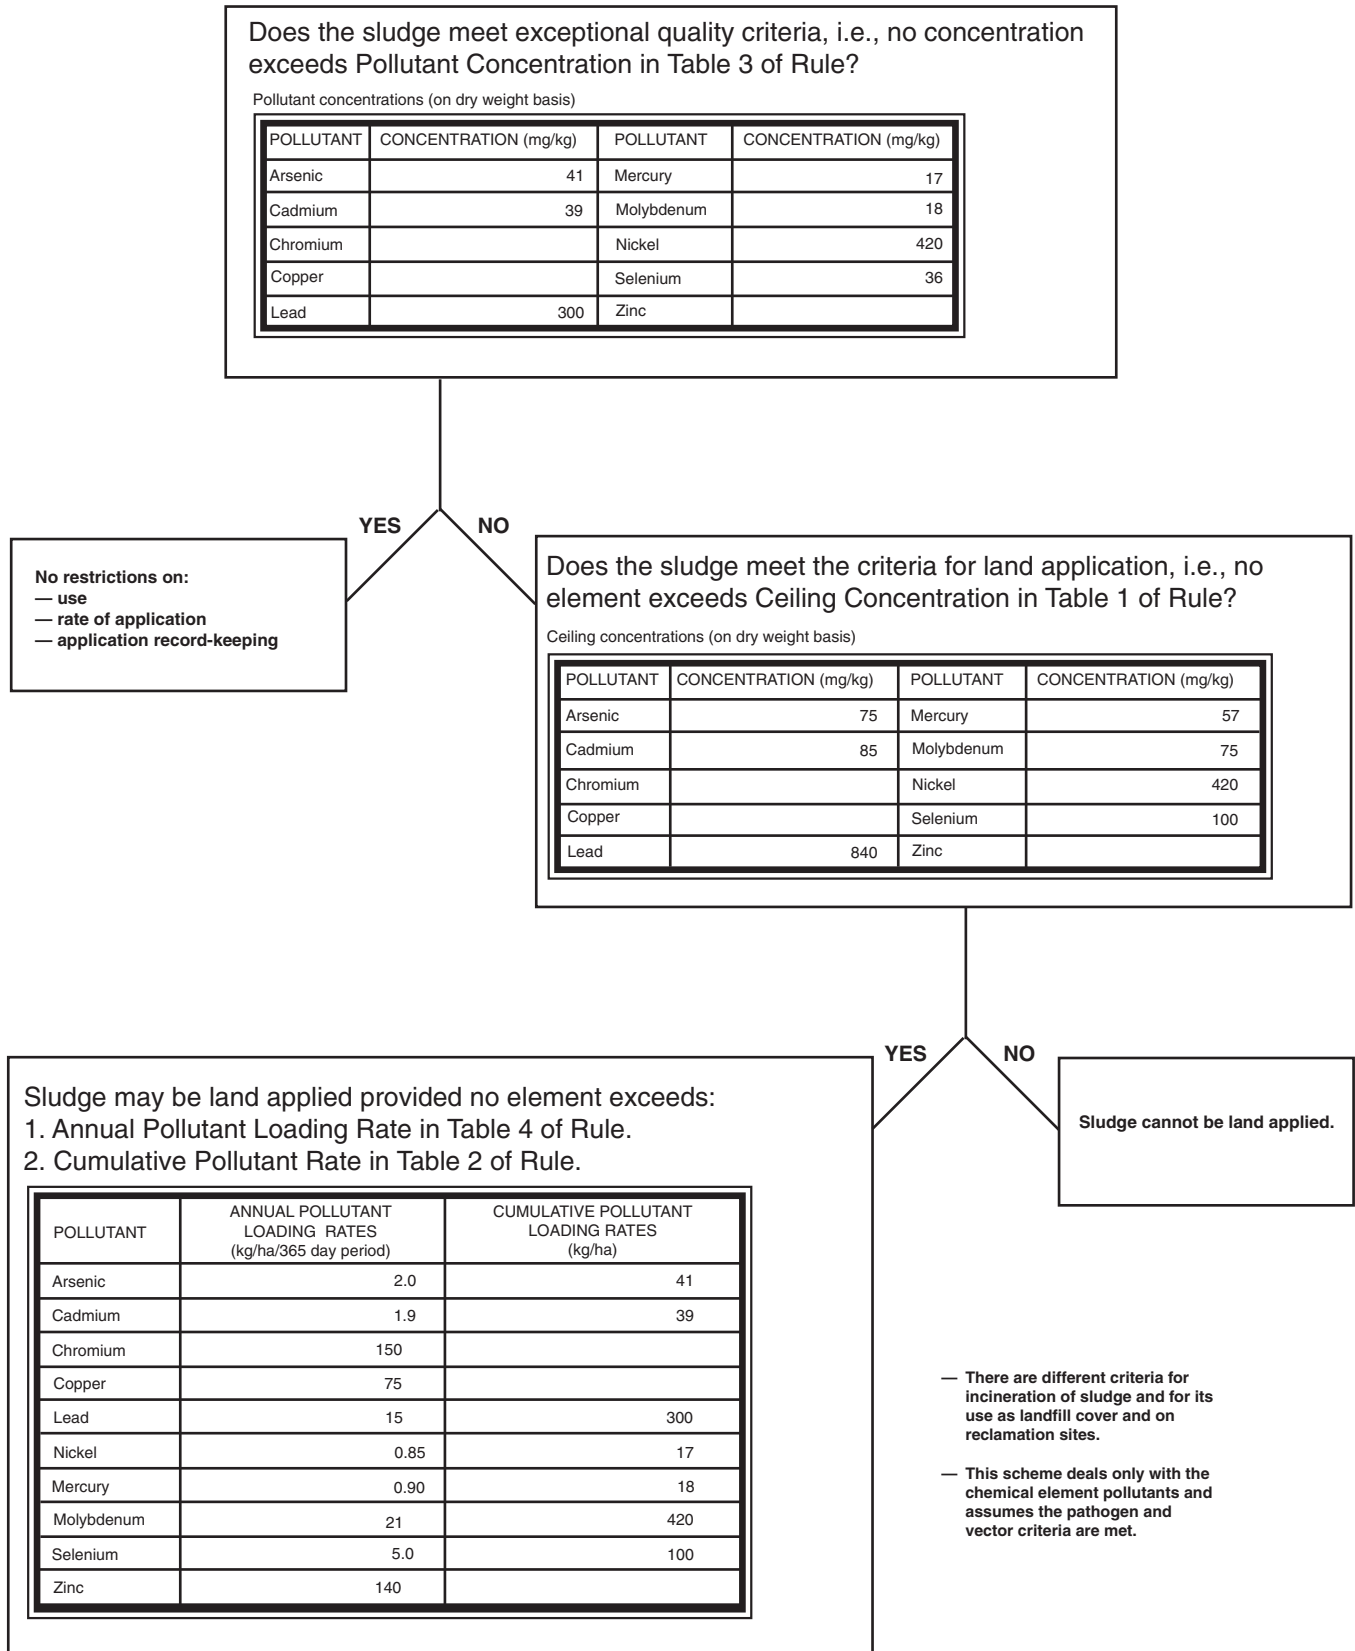 Does the sludge meet exceptional quality criteria, i.e., no concentration
exceeds Pollutant Concentration in Table 3 of Rule?
Pollutant concentrations (on dry weight basis)
POLLUTANT CONCENTRATION (mg/kg) POLLUTANT CONCENTRATION (mg/kg)
Arsenic 41 Mercury 17
Cadmium 39 Molybdenum 18
Chromium Nickel 420
Copper Selenium 36
Lead 300 Zinc
YES NO
No restrictions on:
— use
— rate of application
— application record-keeping
Does the sludge meet the criteria for land application, i.e., no
element exceeds Ceiling Concentration in Table 1 of Rule?
Ceiling concentrations (on dry weight basis)
POLLUTANT CONCENTRATION (mg/kg) POLLUTANT CONCENTRATION (mg/kg)
Arsenic 75 Mercury 57
Cadmium 85 Molybdenum 75
Chromium Nickel 420
Copper Selenium 100
Lead 840 Zinc
YES NO
Sludge may be land applied provided no element exceeds:
1. Annual Pollutant Loading Rate in Table 4 of Rule.
2. Cumulative Pollutant Rate in Table 2 of Rule.
POLLUTANT
ANNUAL POLLUTANT
LOADING RATES
(kg/ha/365 day period)
CUMULATIVE POLLUTANT
LOADING RATES
(kg/ha)
Arsenic 2.0 41
Cadmium 1.9 39
Chromium 150
Copper 75
Lead 15 300
Nickel 0.85 17
Mercury 0.90 18
Molybdenum 21 420
Selenium 5.0 100
Zinc 140
Sludge cannot be land applied.
— There are different criteria for
incineration of sludge and for its
use as landfill cover and on
reclamation sites.
— This scheme deals only with the
chemical element pollutants and
assumes the pathogen and
vector criteria are met.